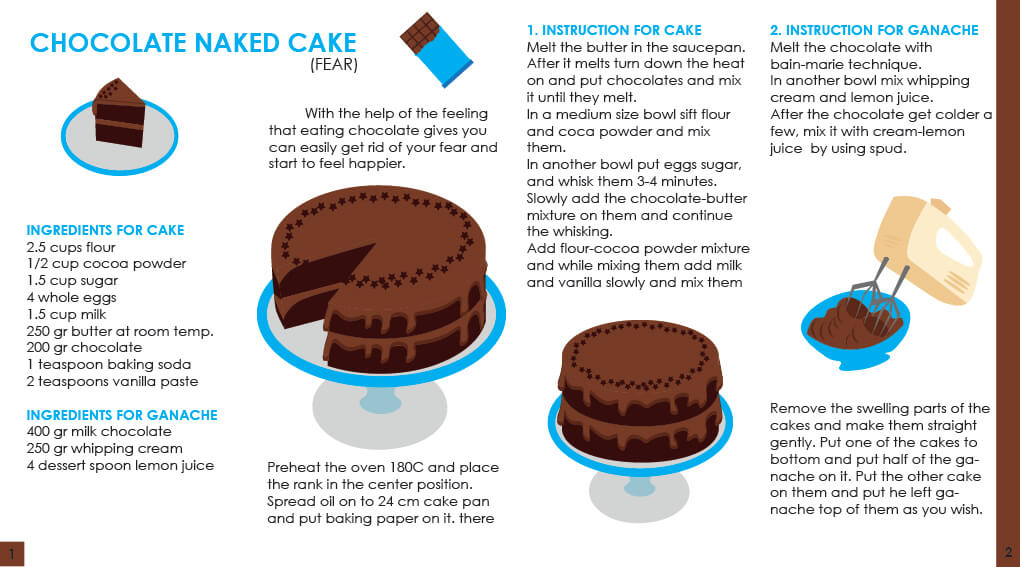 CHOCOLATE NAKED CAKE
(FEAR)
With the help of the feeling
that eating chocolate gives you
can easily get rid of your fear and
start to feel happier.
INGREDIENTS FOR CAKE
2.5 cups flour
1/2 cup cocoa powder
1.5 cup sugar
4 whole eggs
1.5 cup milk
250 gr butter at room temp.
200 gr chocolate
1 teaspoon baking soda
2 teaspoons vanilla paste
INGREDIENTS FOR GANACHE
400 gr milk chocolate
250 gr whipping cream
4 dessert spoon lemon juice
Preheat the oven 180C and place
the rank in the center position.
Spread oil on to 24 cm cake pan
and put baking paper on it. there
1
1. INSTRUCTION FOR CAKE
Melt the butter in the saucepan.
After it melts turn down the heat
on and put chocolates and mix
it until they melt.
In a medium size bowl sift flour
and coca powder and mix
them.
In another bowl put eggs sugar,
and whisk them 3-4 minutes.
Slowly add the chocolate-butter
mixture on them and continue
the whisking.
Add flour-cocoa powder mixture
and while mixing them add milk
and vanilla slowly and mix them
2. INSTRUCTION FOR GANACHE
Melt the chocolate with
bain-marie technique.
In another bowl mix whipping
cream and lemon juice.
After the chocolate get colder a
few, mix it with cream-lemon
juice  by using spud.
Remove the swelling parts of the
cakes and make them straight
gently. Put one of the cakes to
bottom and put half of the ga-
nache on it. Put the other cake
on them and put he left ga-
nache top of them as you wish.
2